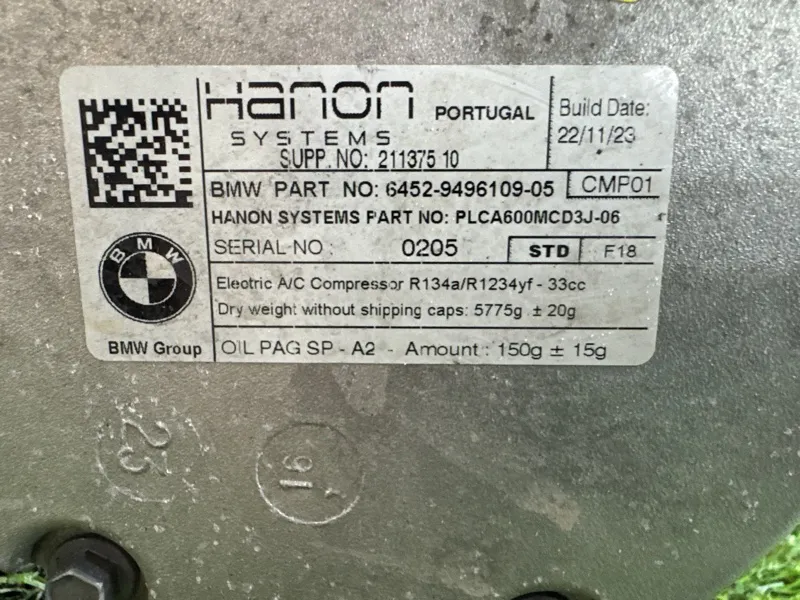 Hanon
SYSTEMS
PORTUGAL
Build Date:
22/11/23
SUPP. NO: 211375 10
BMW PART NO: 6452-9496109-05
CMP01
HANON SYSTEMS PART NO: PLCA600MCD3J-06
SERIAL NO : 0205 STD F18
BMW
Electric A/C Compressor R134a/R1234yf - 33cc
Dry weight without shipping caps: 5775g ± 20g
BMW Group
OIL PAG SP - A2 - Amount : 150g ± 15g
23
16